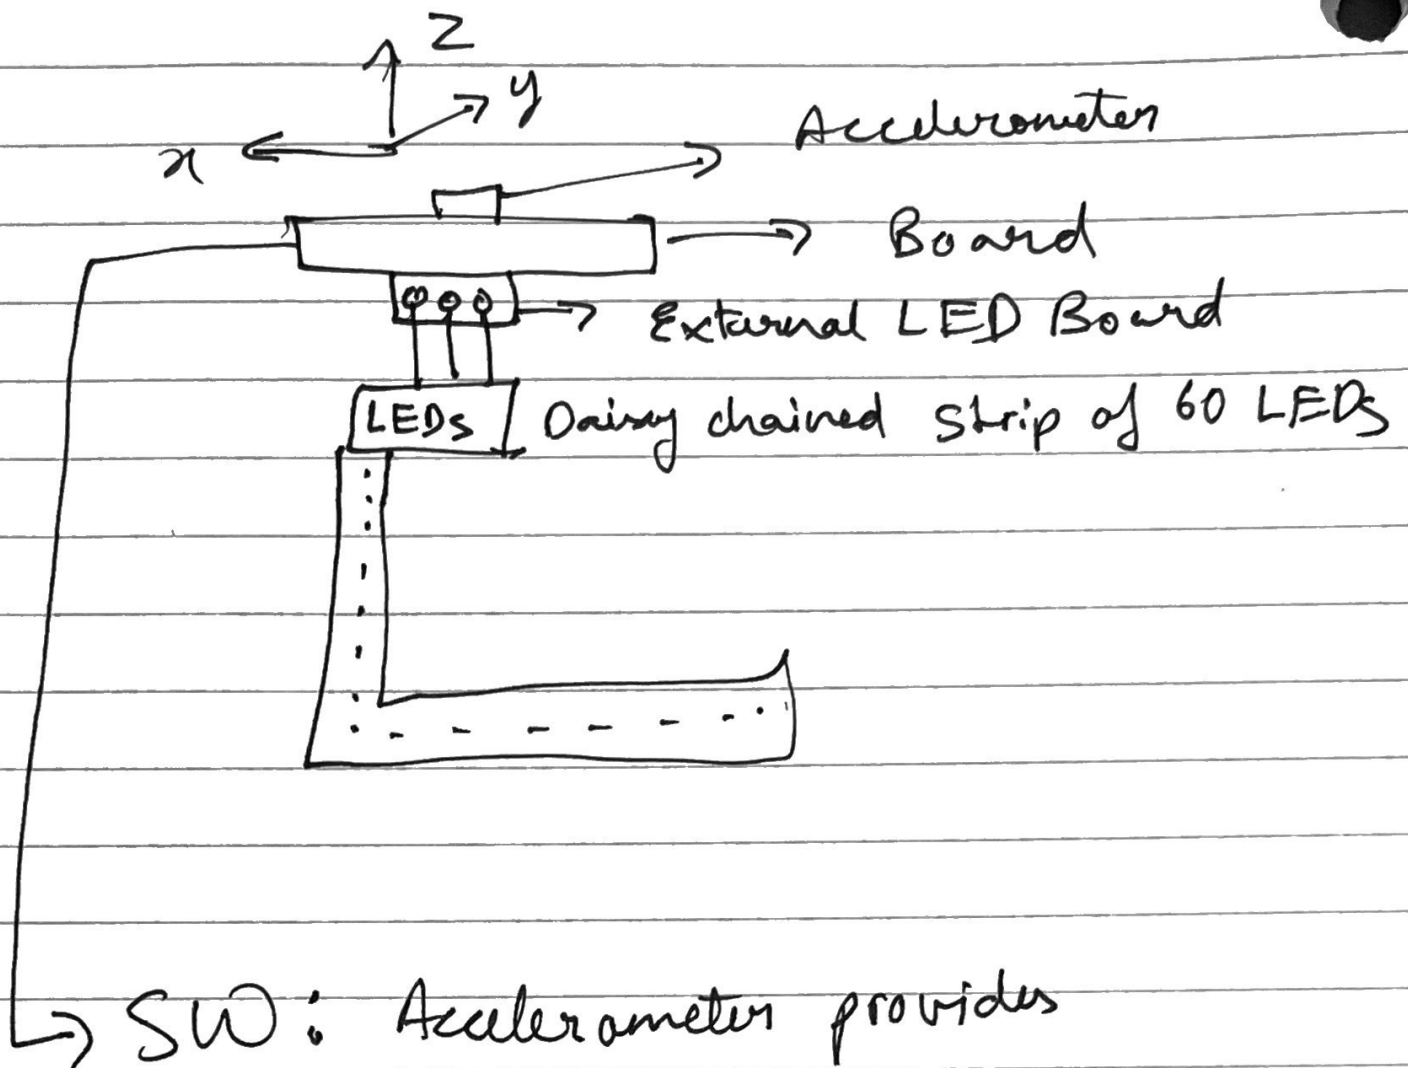 Z
y
x
Accelerometer
Board
External LED Board
LEDs Daisy chained strip of 60 LEDs
SW: Accelerometer provides